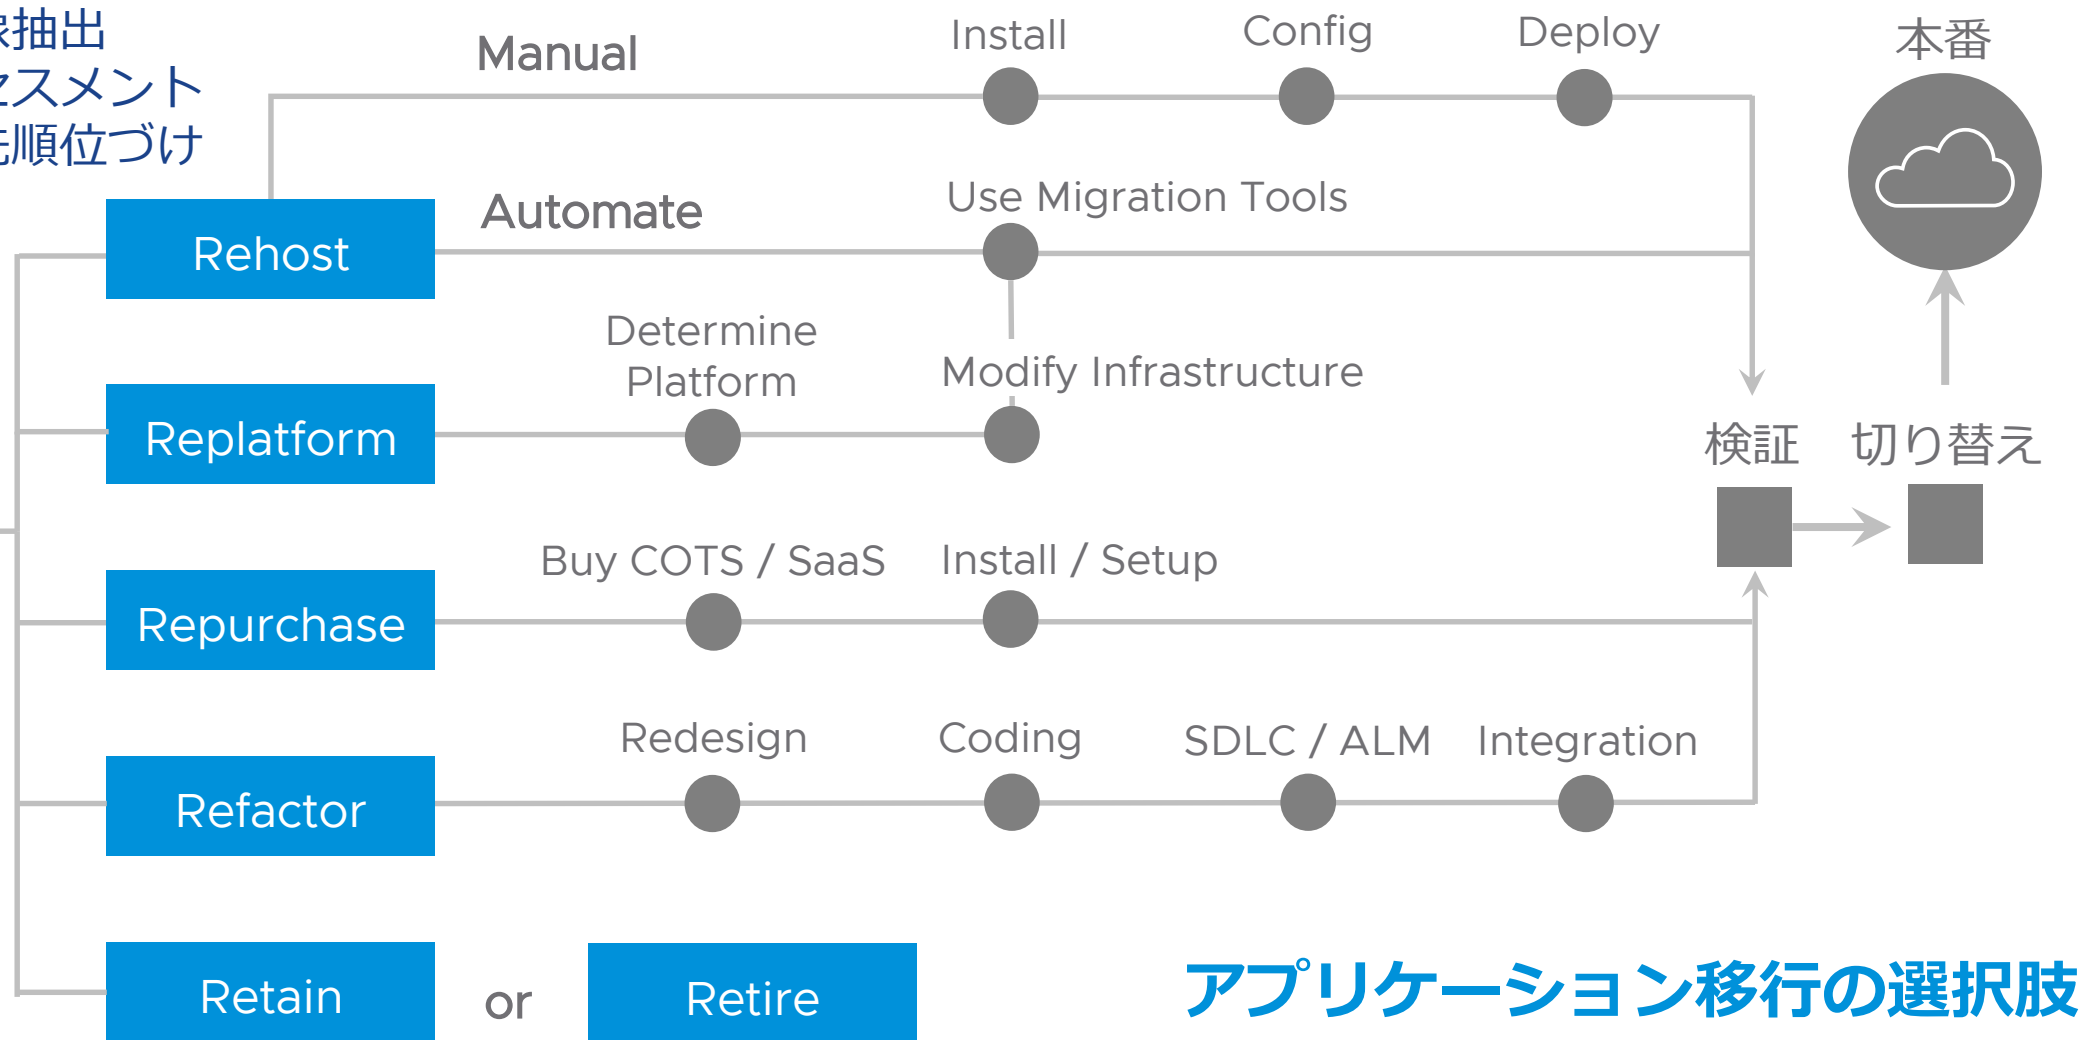 抽出
スメント
順位づけ
Manual
Install
Config
Deploy
本番
Automate
Use Migration Tools
Rehost
Determine
Platform
Modify Infrastructure
Replatform
検証
切り替え
Buy COTS / SaaS
Install / Setup
Repurchase
Redesign
Coding
SDLC / ALM
Integration
Refactor
Retain
or
Retire
アプリケーション移行の選択肢